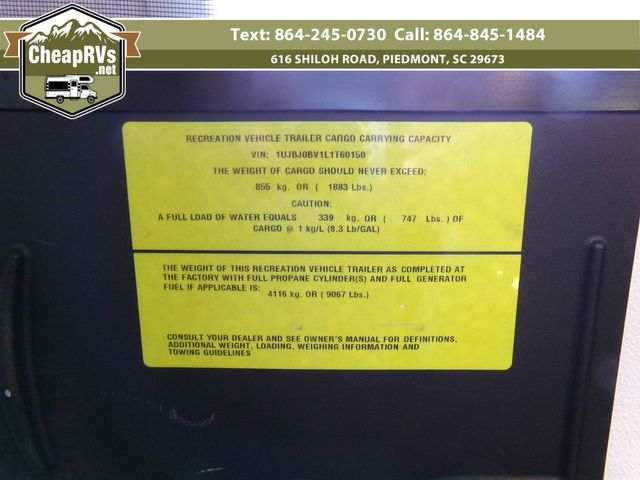 CheapRVs
.net
Text: 864-245-0730 Call: 864-845-1484
616 SHILOH ROAD, PIEDMONT, SC 29673
RECREATION VEHICLE TRAILER CARGO CARRYING CAPACITY
VIN: 1UJBJ0BV1L1T60150
THE WEIGHT OF CARGO SHOULD NEVER EXCEED:
855 kg. OR ( 1883 Lbs.)
CAUTION:
A FULL LOAD OF WATER EQUALS 339 kg. OR ( 747 Lbs. ) OF
CARGO @ 1 kg/L (8.3 Lb/GAL)
THE WEIGHT OF THIS RECREATION VEHICLE TRAILER AS COMPLETED AT
THE FACTORY WITH FULL PROPANE CYLINDER(S) AND FULL GENERATOR
FUEL IF APPLICABLE IS:
4116 kg. OR ( 9067 Lbs.)
CONSULT YOUR DEALER AND SEE OWNER'S MANUAL FOR DEFINITIONS,
ADDITIONAL WEIGHT, LOADING, WEIGHING INFORMATION AND
TOWING GUIDELINES